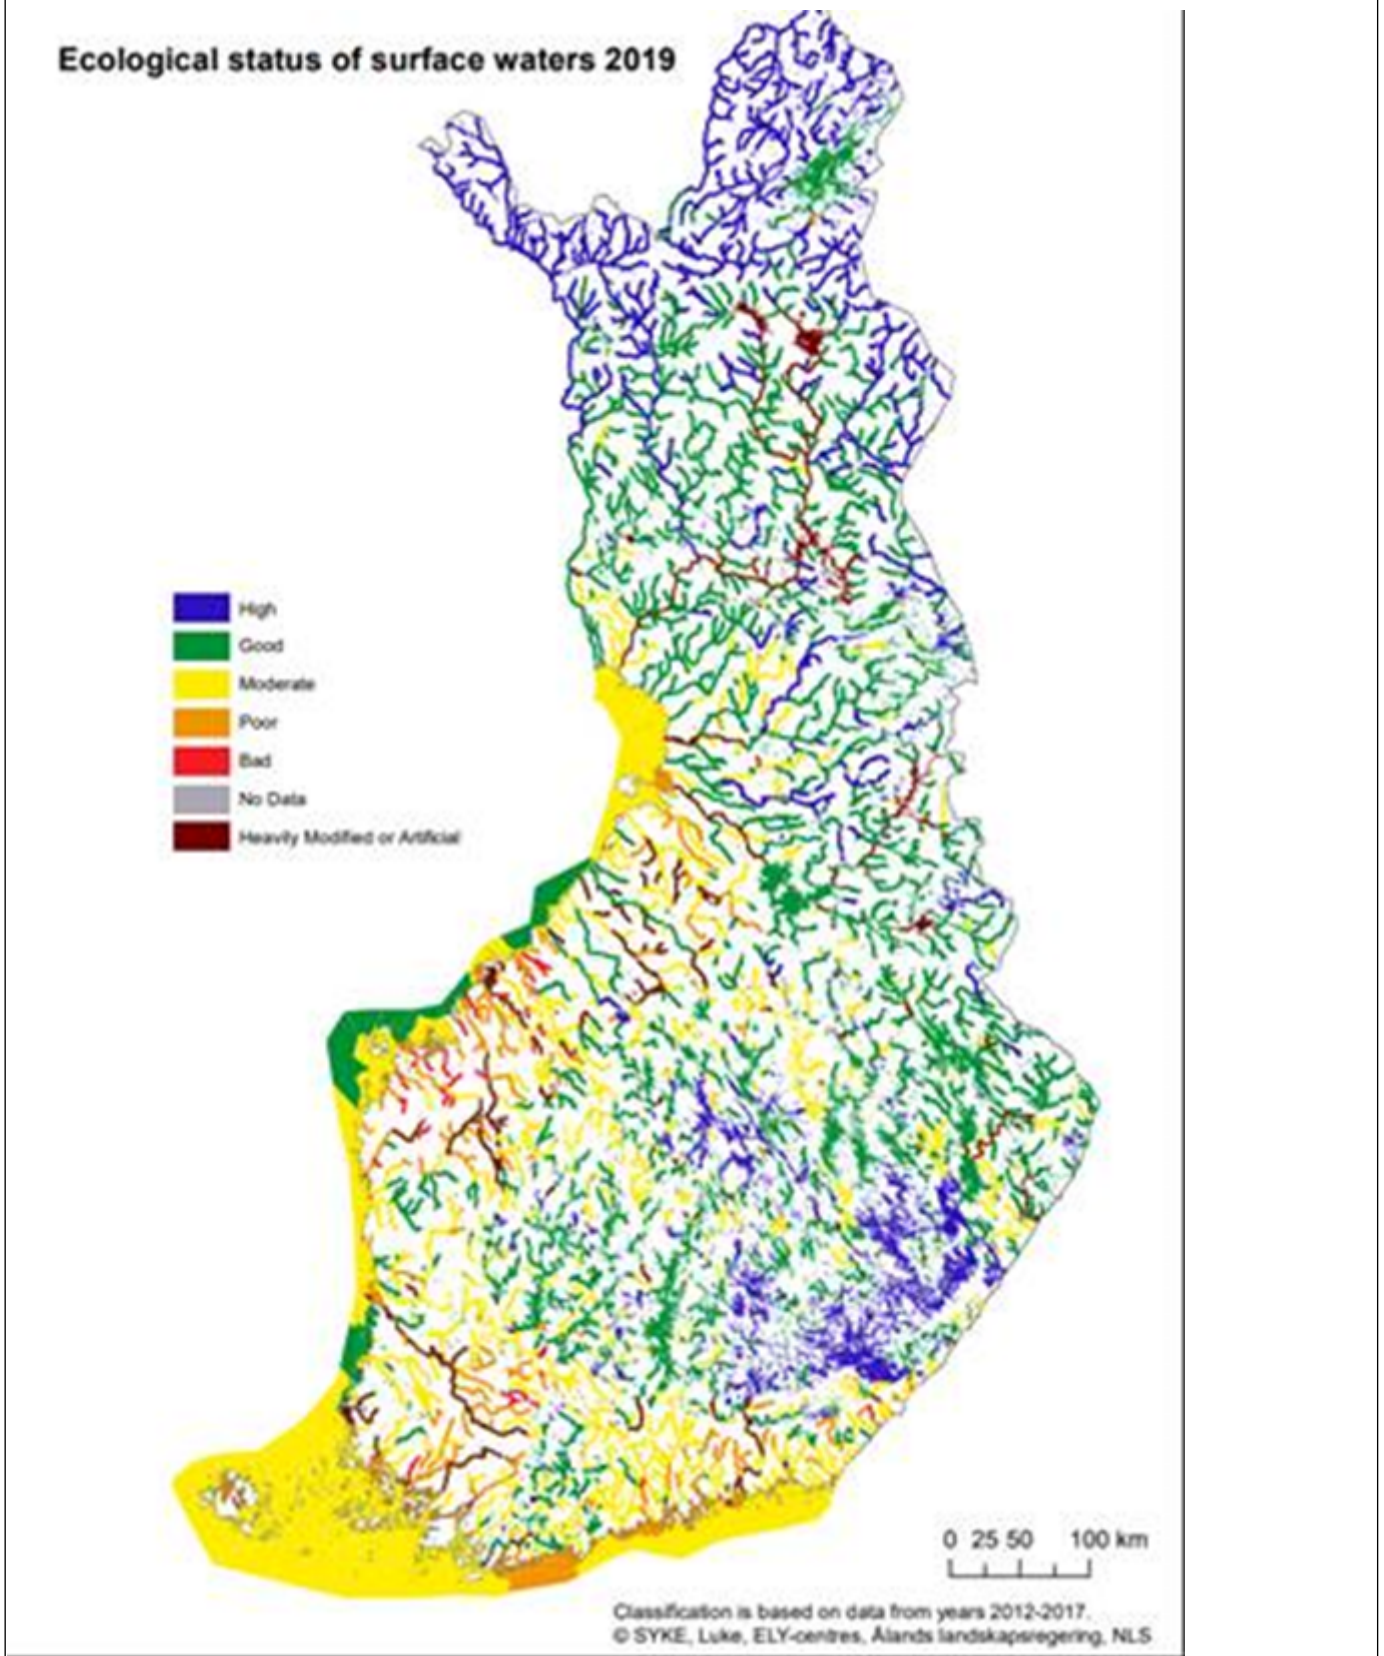 Ecological status of surface waters 2019
High
Good
Moderate
Poor
Bad
No Data
Heavily Modified or Artificial
0 25 50 100 km
Classification is based on data from years 2012-2017.
© SYKE, Luke, ELY-centres, Ålands landskapsregering, NLS